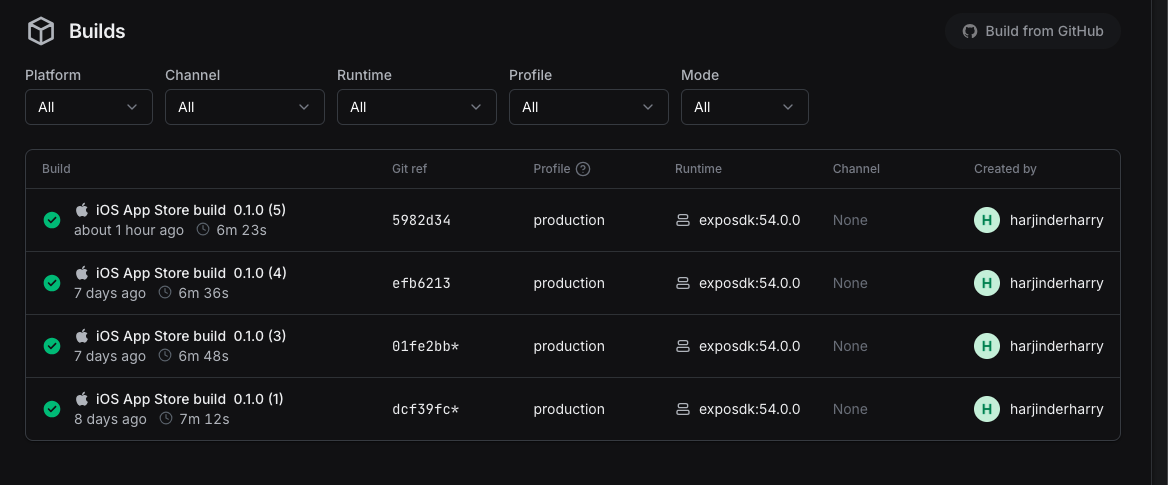 Builds
Build from GitHub
Platform Channel Runtime Profile Mode
All All All All All
Build Git ref Profile Runtime Channel Created by
iOS App Store build 0.1.0 (5)
about 1 hour ago 6m 23s
5982d34 production exposdk:54.0.0 None H harjinderharry
iOS App Store build 0.1.0 (4)
7 days ago 6m 36s
efb6213 production exposdk:54.0.0 None H harjinderharry
iOS App Store build 0.1.0 (3)
7 days ago 6m 48s
01fe2bb* production exposdk:54.0.0 None H harjinderharry
iOS App Store build 0.1.0 (1)
8 days ago 7m 12s
dcf39fc* production exposdk:54.0.0 None H harjinderharry